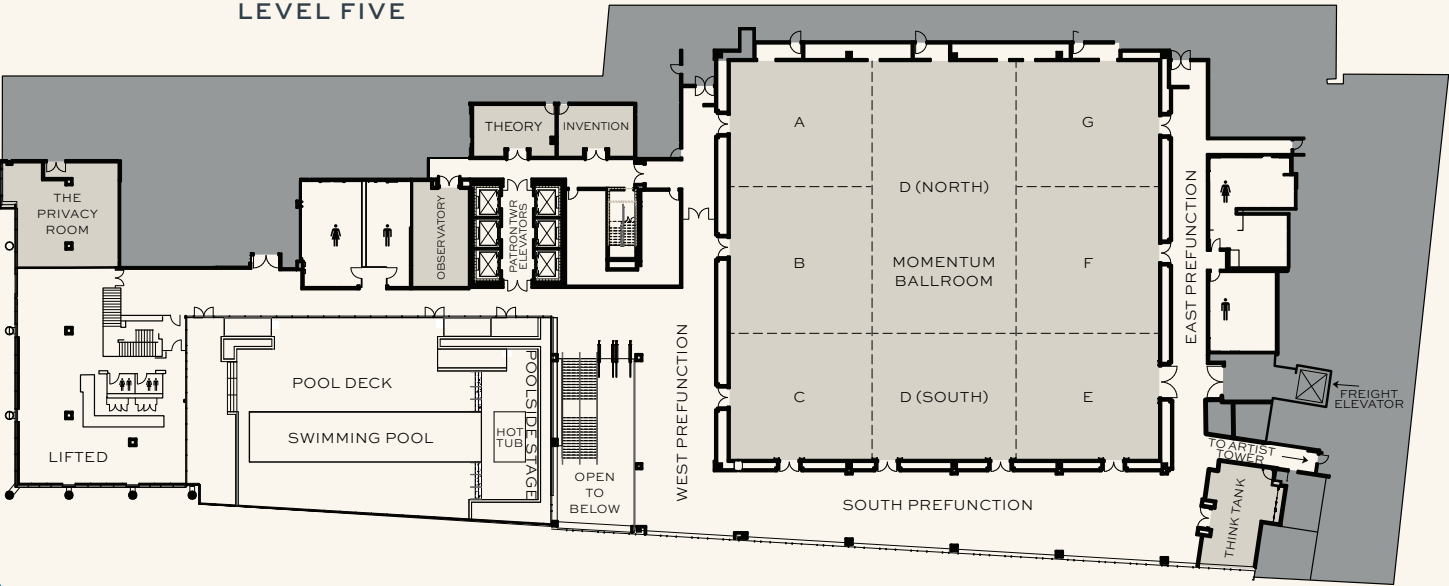 LEVEL FIVE
THEORY
INVENTION
A
G
THE
PRIVACY
ROOM
OBSERVATORY
PATRON TWR
ELEVATORS
D (NORTH)
B
MOMENTUM
BALLROOM
F
EAST PREFUNCTION
WEST PREFUNCTION
POOL DECK
POOLSIDE STAGE
SWIMMING POOL
HOT
TUB
LIFTED
OPEN
TO
BELOW
C
D (SOUTH)
E
FREIGHT
ELEVATOR
TO ARTIST
TOWER
SOUTH PREFUNCTION
THINK TANK